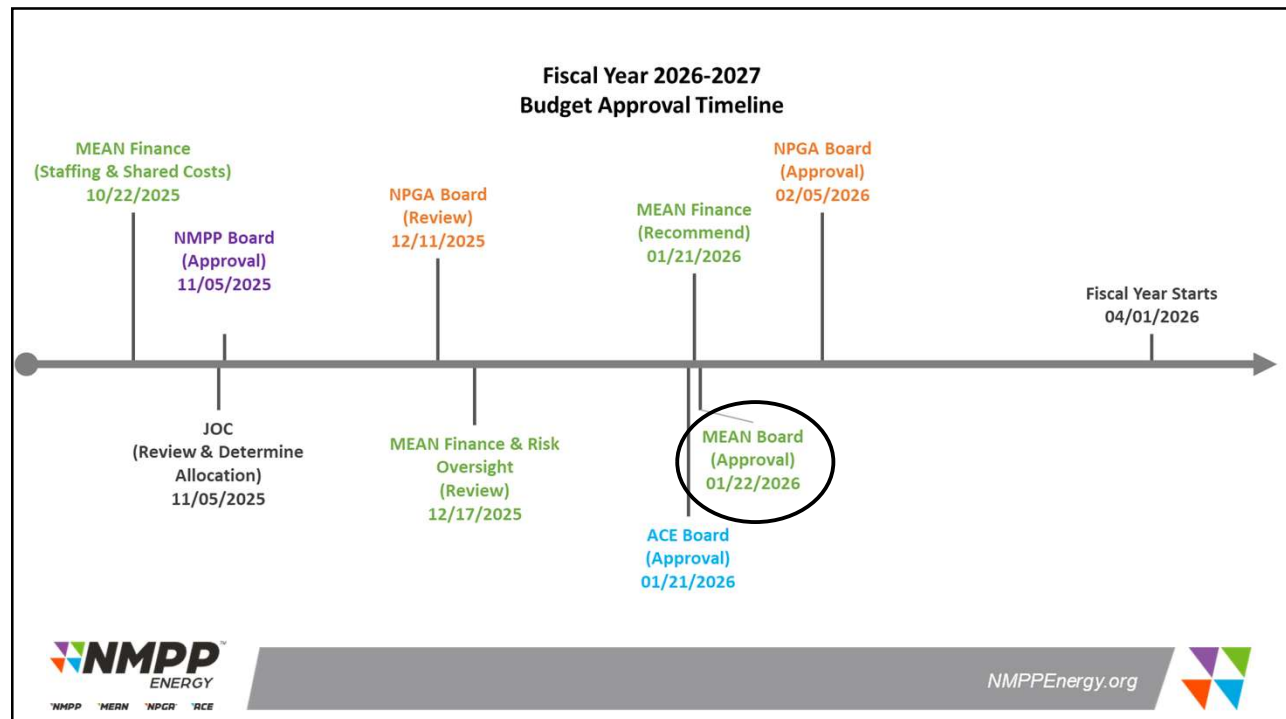 Fiscal Year 2026-2027
Budget Approval Timeline
MEAN Finance
(Staffing & Shared Costs)
10/22/2025
NMPP Board
(Approval)
11/05/2025
NPGA Board
(Review)
12/11/2025
MEAN Finance
(Recommend)
01/21/2026
NPGA Board
(Approval)
02/05/2026
Fiscal Year Starts
04/01/2026
JOC
(Review & Determine
Allocation)
11/05/2025
MEAN Finance & Risk
Oversight
(Review)
12/17/2025
MEAN Board
(Approval)
01/22/2026
ACE Board
(Approval)
01/21/2026
NMPP™
ENERGY
NMPP MEAN NPGA ACE
NMPPEnergy.org